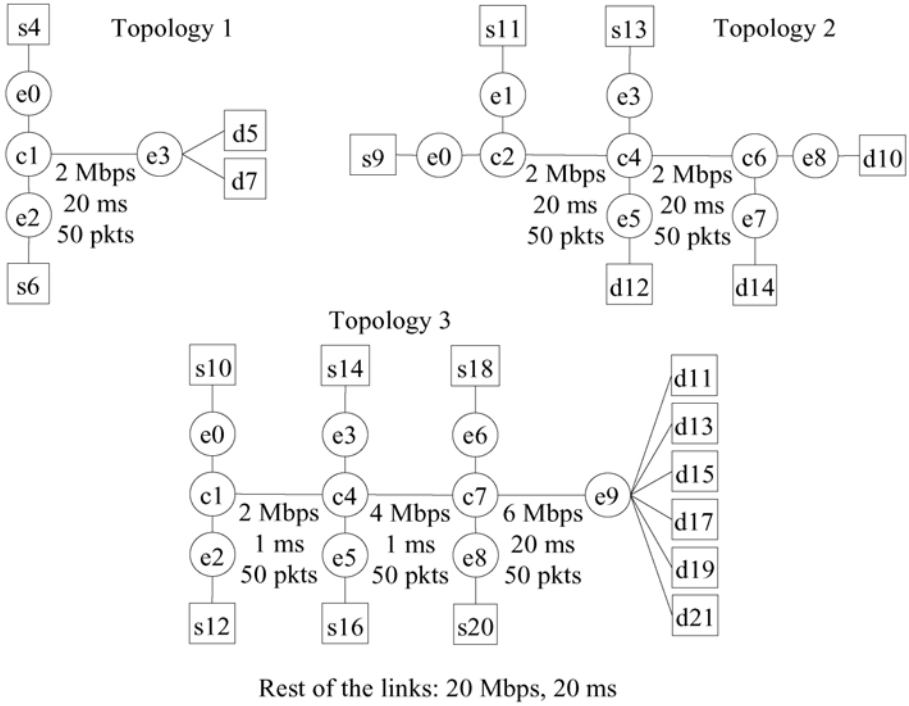 Topology 1
s4
e0
c1
e3
d5
d7
2 Mbps
20 ms
50 pkts
e2
s6
Topology 2
s11
s13
e1
e3
s9
e0
c2
c4
c6
e8
d10
2 Mbps
20 ms
50 pkts
2 Mbps
20 ms
50 pkts
e5
e7
d12
d14
Topology 3
s10
s14
s18
e0
e3
e6
c1
c4
c7
e9
2 Mbps
1 ms
50 pkts
4 Mbps
1 ms
50 pkts
6 Mbps
20 ms
50 pkts
e2
e5
e8
s12
s16
s20
d11
d13
d15
d17
d19
d21
Rest of the links: 20 Mbps, 20 ms